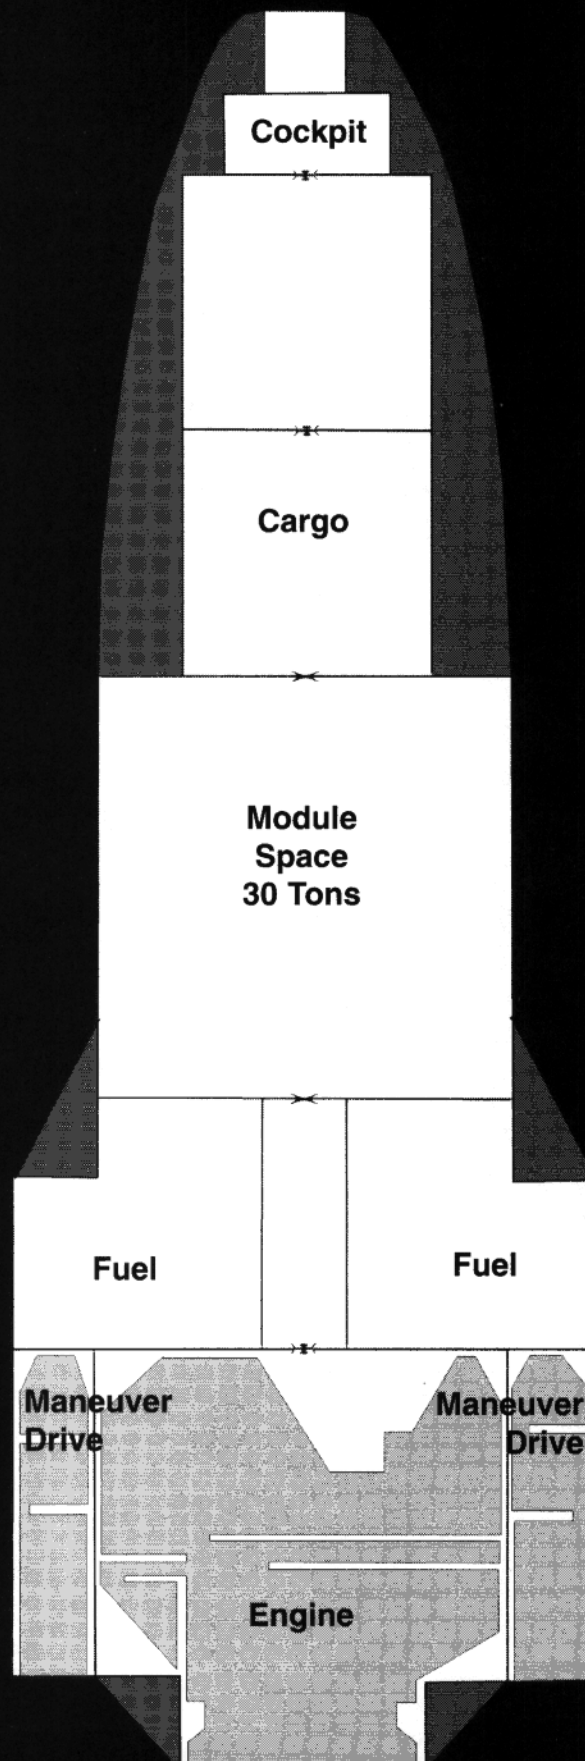 Cockpit
Cargo
Module
Space
30 Tons
Fuel
Fuel
Maneuver
Drive
Maneuver
Drive
Engine